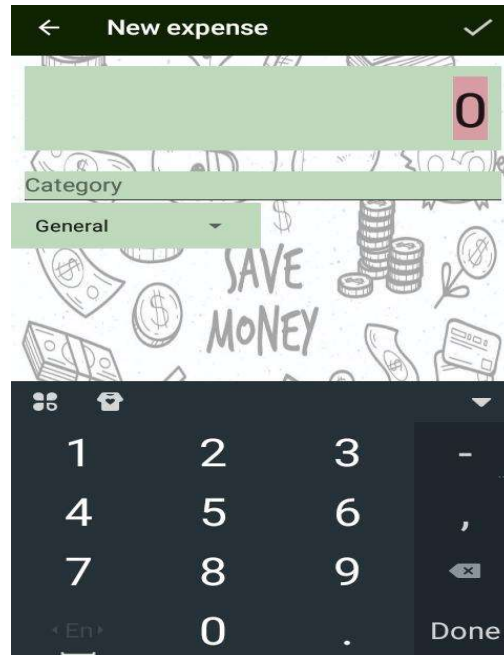 New expense
0
Category
General
SAVE
MONEY
1 2 3 -
4 5 6 ,
7 8 9
En 0 . Done